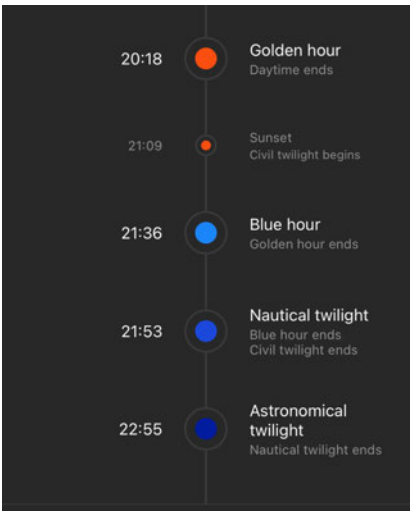 20:18
Golden hour
Daytime ends
21:09
Sunset
Civil twilight begins
21:36
Blue hour
Golden hour ends
21:53
Nautical twilight
Blue hour ends
Civil twilight ends
22:55
Astronomical
twilight
Nautical twilight ends